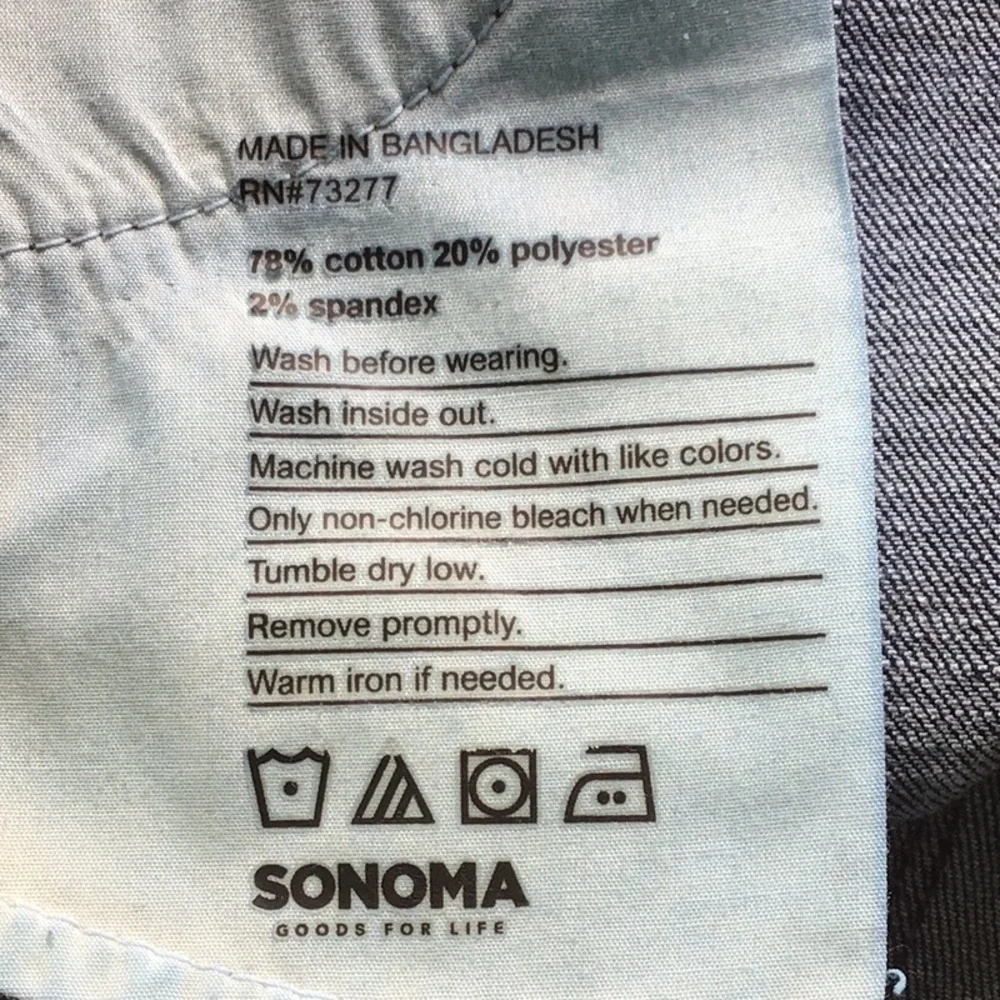 MADE IN BANGLADESH
RN#73277
78% cotton 20% polyester
2% spandex
Wash before wearing.
Wash inside out.
Machine wash cold with like colors.
Only non-chlorine bleach when needed.
Tumble dry low.
Remove promptly.
Warm iron if needed.
SONOMA
GOODS FOR LIFE